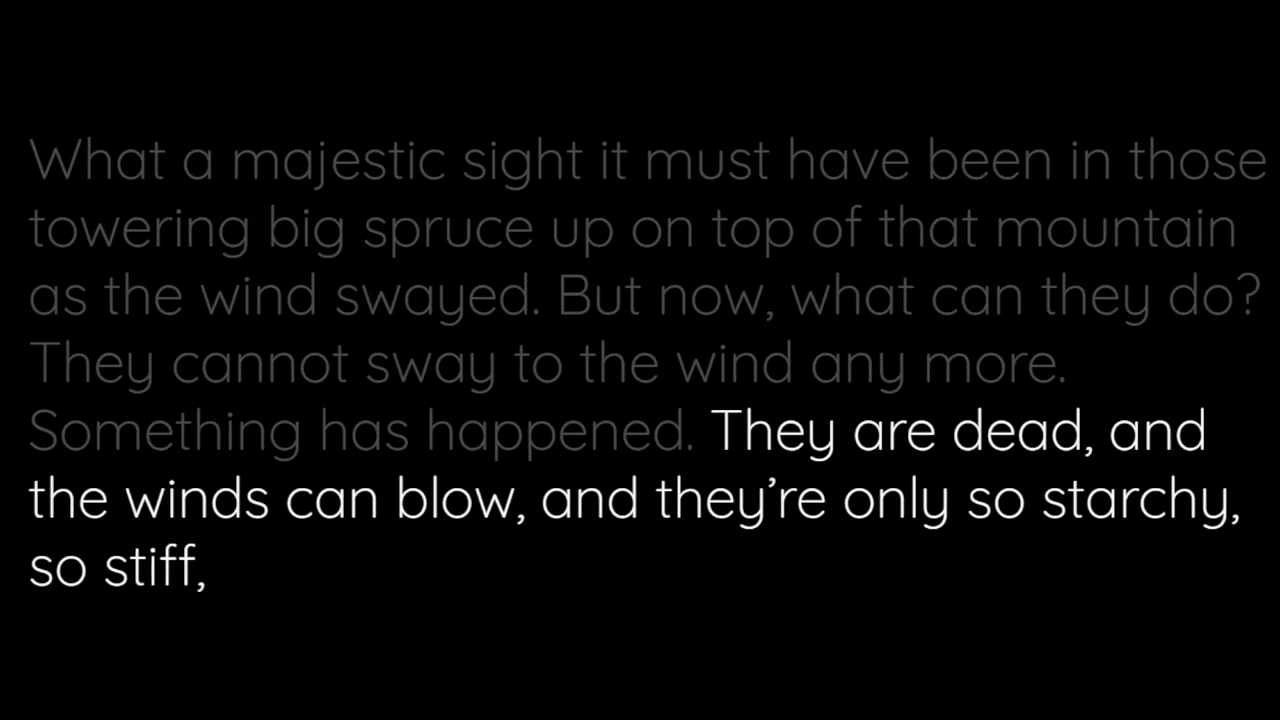 What a majestic sight it must have been in those
towering big spruce up on top of that mountain
as the wind swayed. But now, what can they do?
They cannot sway to the wind any more.
Something has happened. They are dead, and
the winds can blow, and they’re only so starchy,
so stiff,